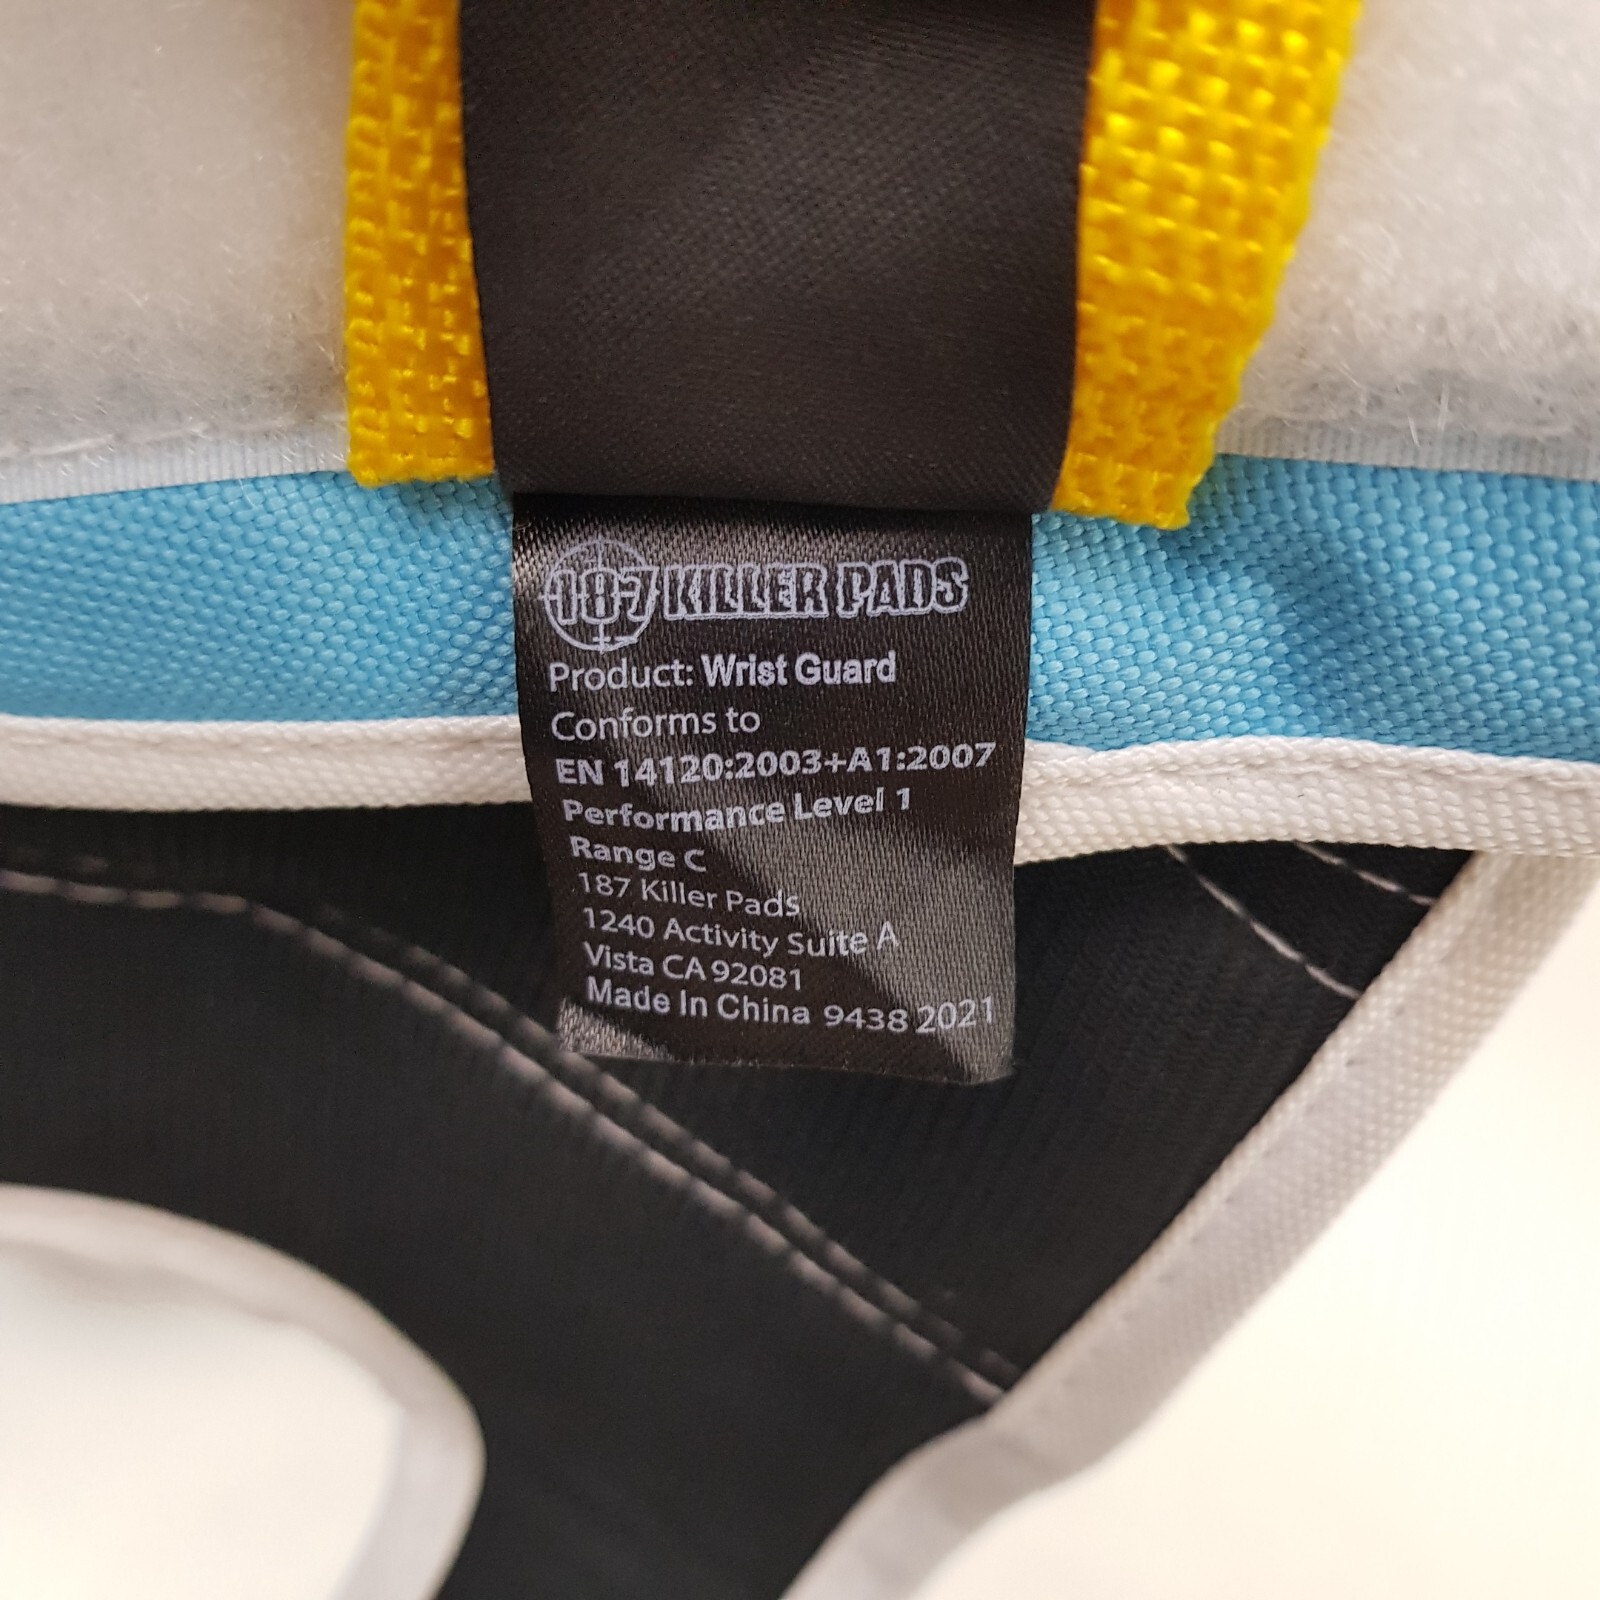 187 KILLER PADS
Product: Wrist Guard
Conforms to
EN 14120:2003+A1:2007
Performance Level 1
Range C
187 Killer Pads
1240 Activity Suite A
Vista CA 92081
Made In China 9438 2021